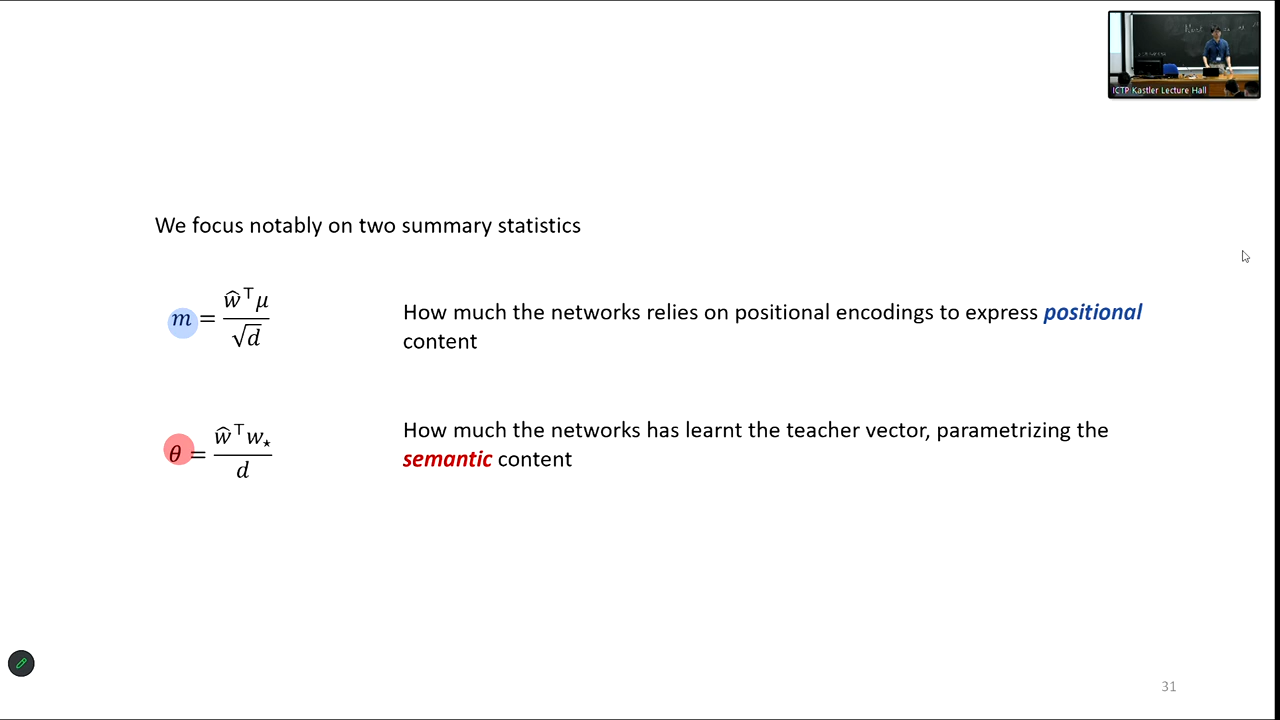 ICTP Kastler Lecture Hall
We focus notably on two summary statistics
m = ŵ⊤μ / √d
How much the networks relies on positional encodings to express positional
content
θ = ŵ⊤w⋆ / d
How much the networks has learnt the teacher vector, parametrizing the
semantic content
31